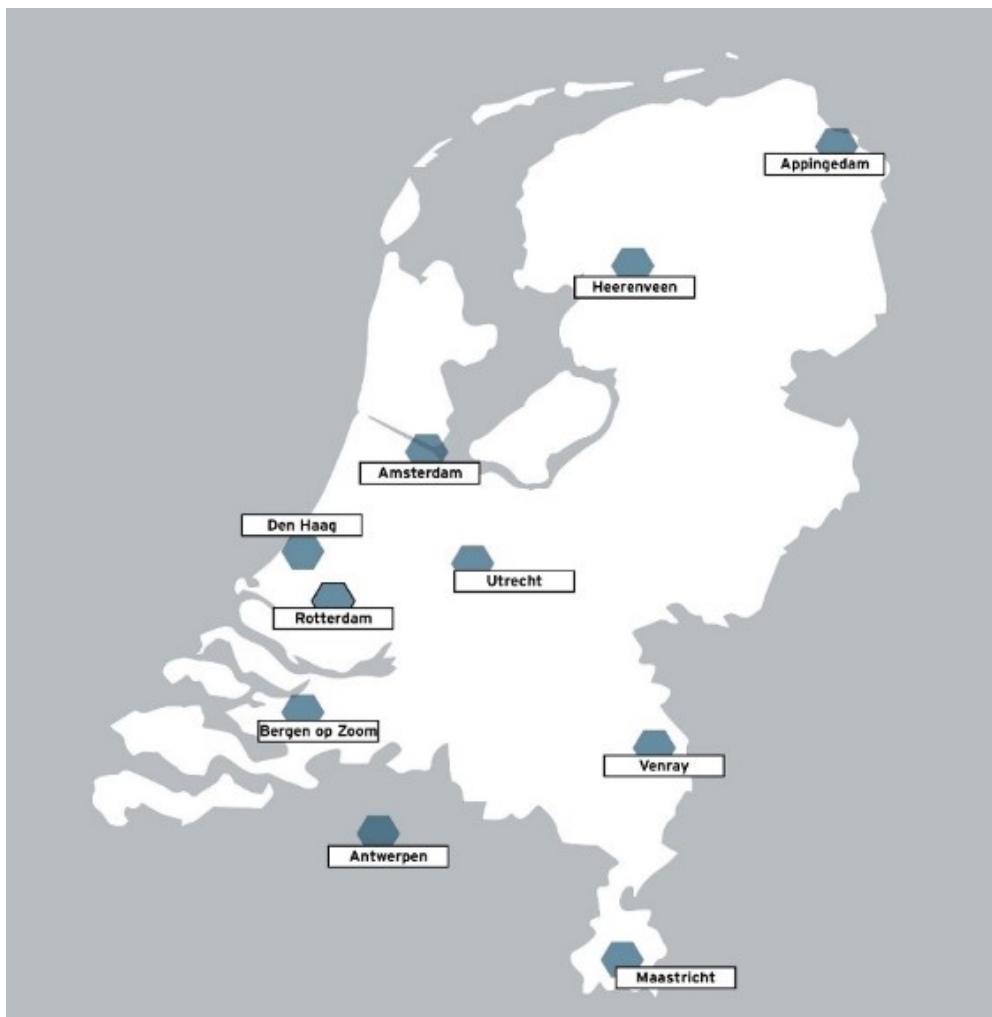 Appingedam
Heerenveen
Amsterdam
Den Haag
Utrecht
Rotterdam
Bergen op Zoom
Venray
Antwerpen
Maastricht